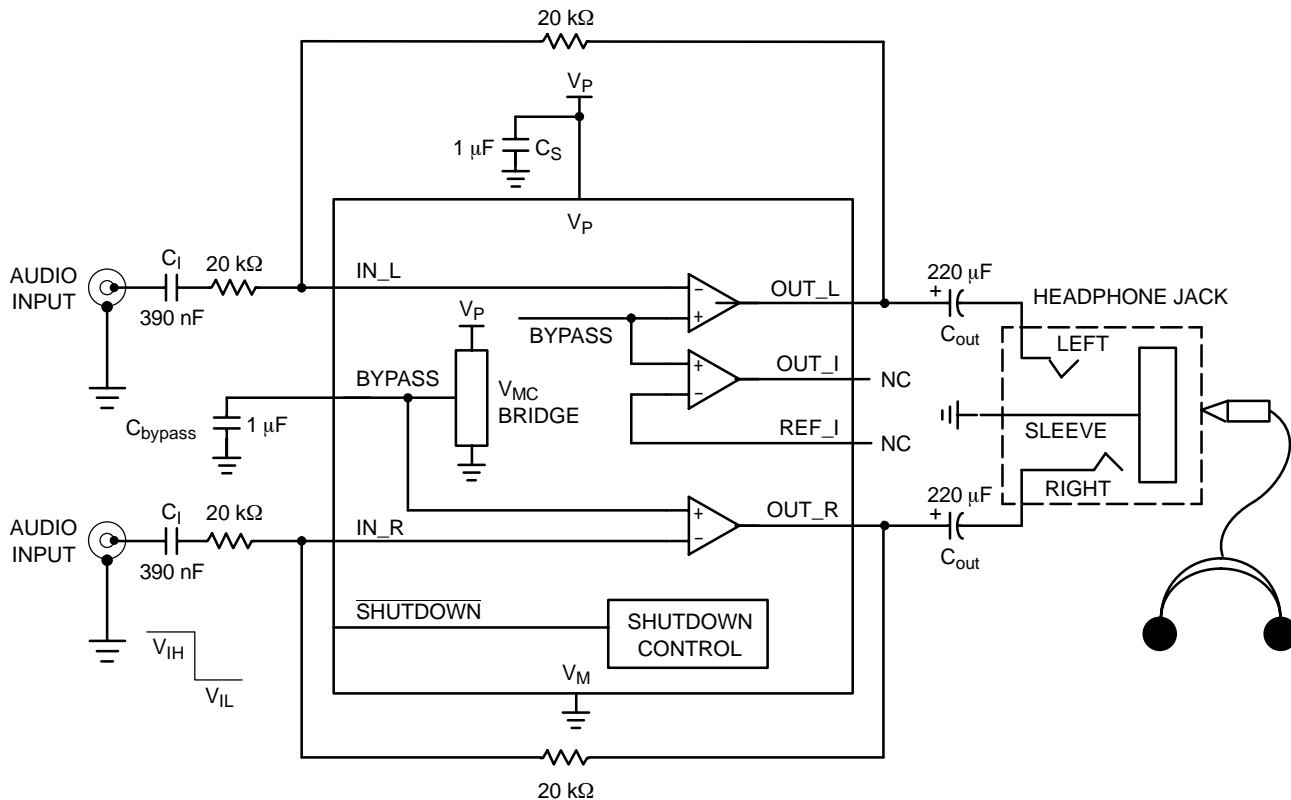 20 kΩ
V_P
1 μF
C_S
V_P
AUDIO
INPUT
C_I
390 nF
20 kΩ
IN_L
−
+
OUT_L
220 μF
+
C_out
HEADPHONE JACK
LEFT
V_P
BYPASS
V_MC
BRIDGE
BYPASS
+
−
OUT_I
NC
REF_I
NC
C_bypass
1 μF
SLEEVE
RIGHT
AUDIO
INPUT
C_I
390 nF
20 kΩ
IN_R
+
−
OUT_R
220 μF
+
C_out
SHUTDOWN
SHUTDOWN
CONTROL
V_IH
V_IL
V_M
20 kΩ